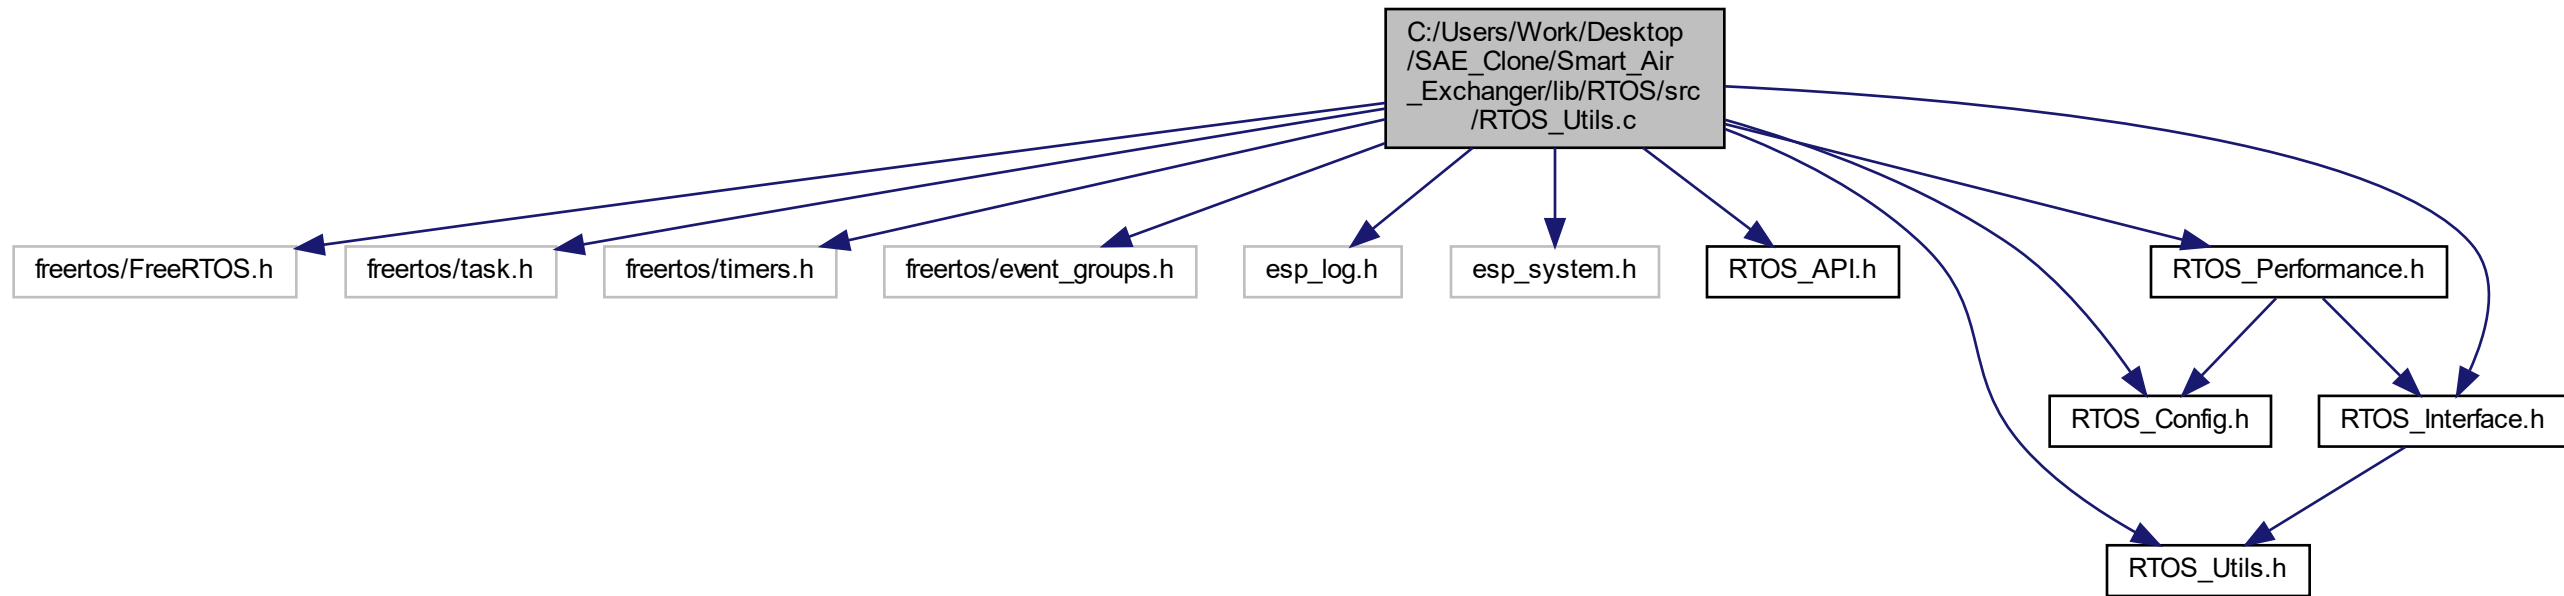 C:/Users/Work/Desktop
/SAE_Clone/Smart_Air
_Exchanger/lib/RTOS/src
/RTOS_Utils.c
freertos/FreeRTOS.h
freertos/task.h
freertos/timers.h
freertos/event_groups.h
esp_log.h
esp_system.h
RTOS_API.h
RTOS_Performance.h
RTOS_Config.h
RTOS_Interface.h
RTOS_Utils.h